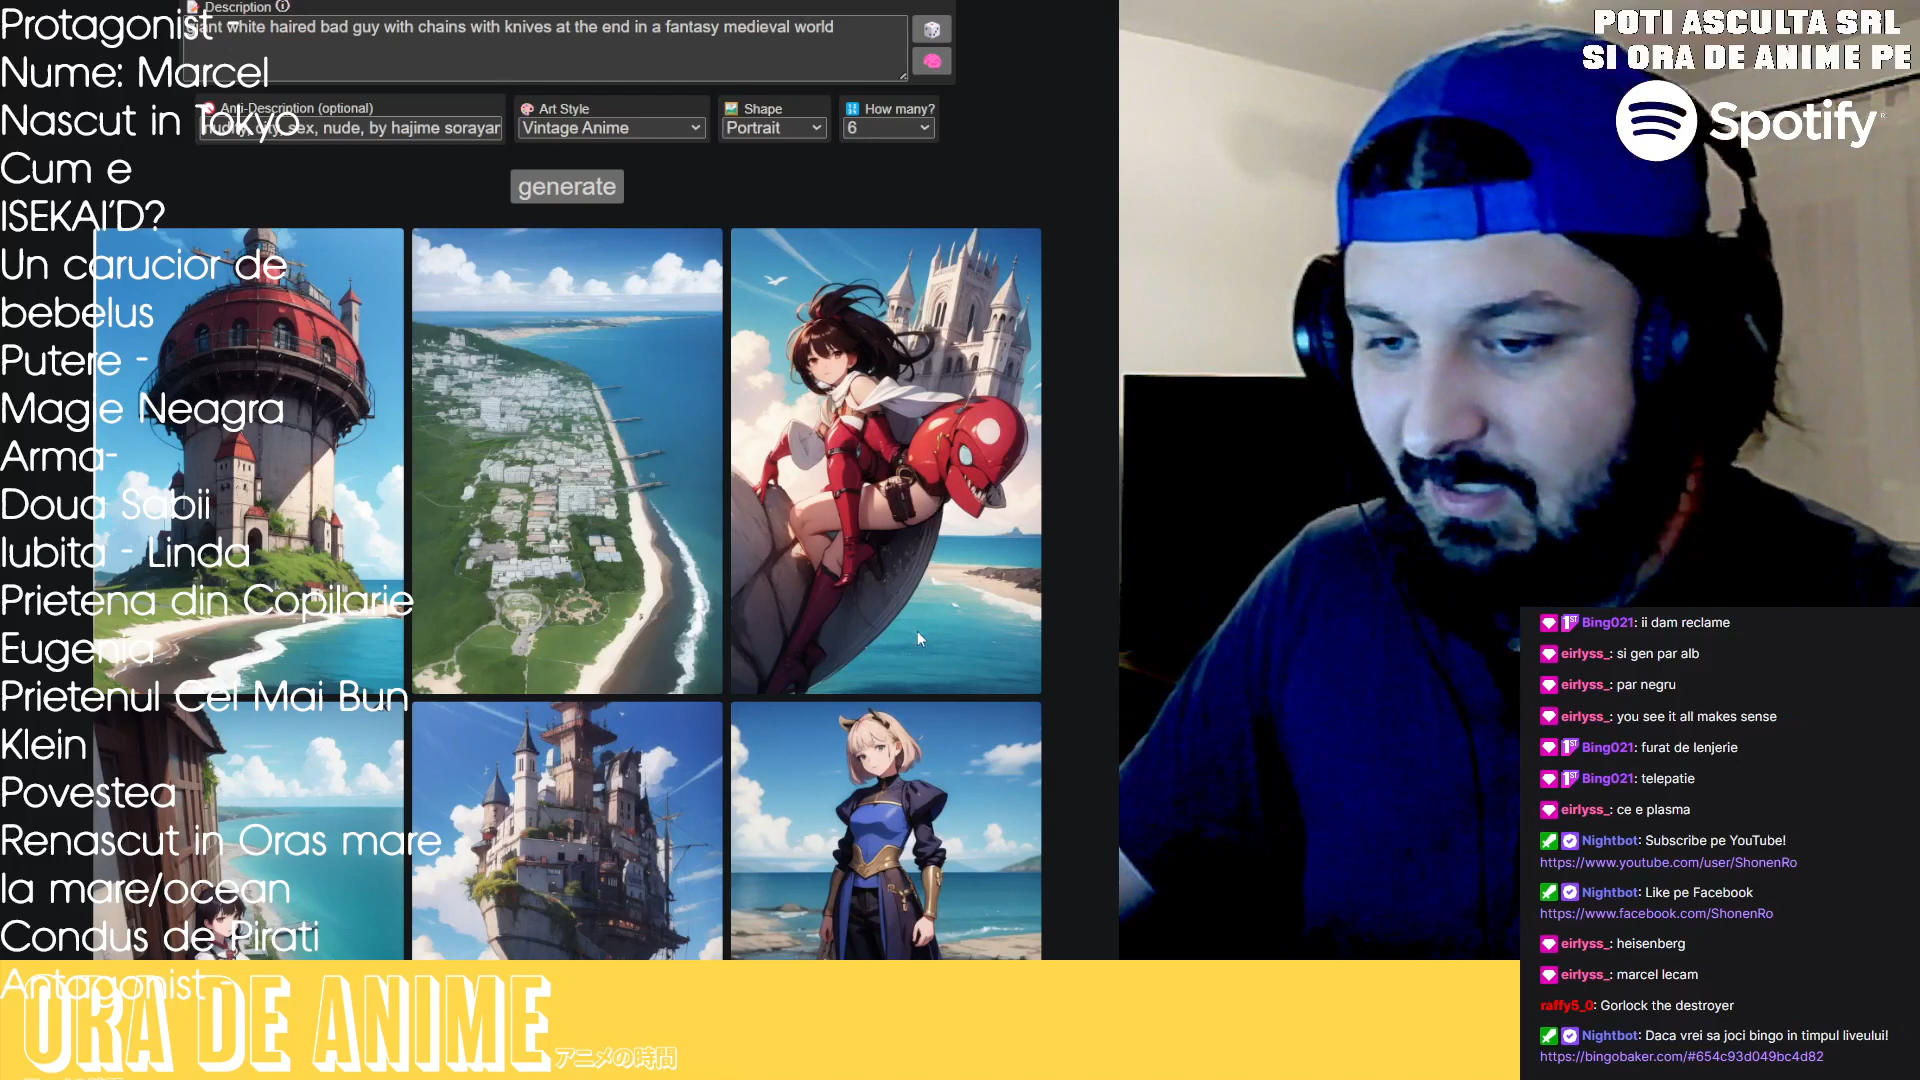 Protagonist -
Nume: Marcel
Nascut in Tokyo
Cum e
ISEKAI'D?
Un carucior de
bebelus
Putere -
Magie Neagra
Arma-
Doua Sabii
Iubita - Linda
Prietena din Copilarie
Eugenia
Prietenul Cel Mai Bun
Klein
Povestea
Renascut in Oras mare
la mare/ocean
Condus de Pirati
Antagonist -
Description
giant white haired bad guy with chains with knives at the end in a fantasy medieval world
Anti-Description (optional)
sex, nude, by hajime sorayar
Art Style
Vintage Anime
Shape
Portrait
How many?
6
generate
POTI ASCULTA SRL
SI ORA DE ANIME PE
Spotify
Bing021: ii dam reclame
eirlyss_: si gen par alb
eirlyss_: par negru
eirlyss_: you see it all makes sense
Bing021: furat de lenjerie
Bing021: telepatie
eirlyss_: ce e plasma
Nightbot: Subscribe pe YouTube!
https://www.youtube.com/user/ShonenRo
Nightbot: Like pe Facebook
https://www.facebook.com/ShonenRo
eirlyss_: heisenberg
eirlyss_: marcel lecam
raffy5_0: Gorlock the destroyer
Nightbot: Daca vrei sa joci bingo in timpul liveului!
https://bingobaker.com/#654c93d049bc4d82
ORA DE ANIME
アニメの時間